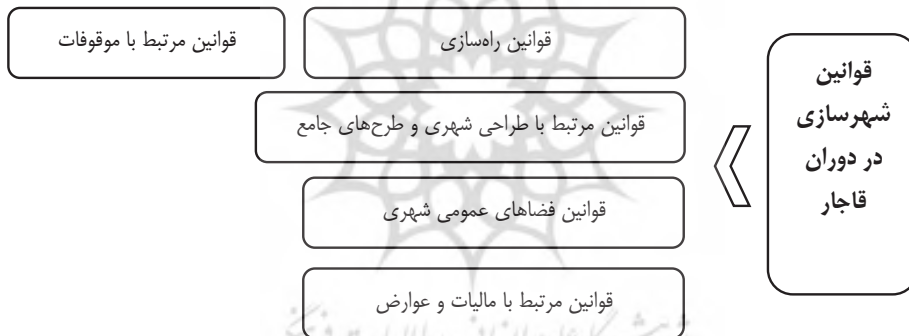 قوانین
شهرسازی
در دوران
قاجار
قوانین راه‌سازی
قوانین مرتبط با موقوفات
قوانین مرتبط با طراحی شهری و طرح‌های جامع
قوانین فضاهای عمومی شهری
قوانین مرتبط با مالیات و عوارض